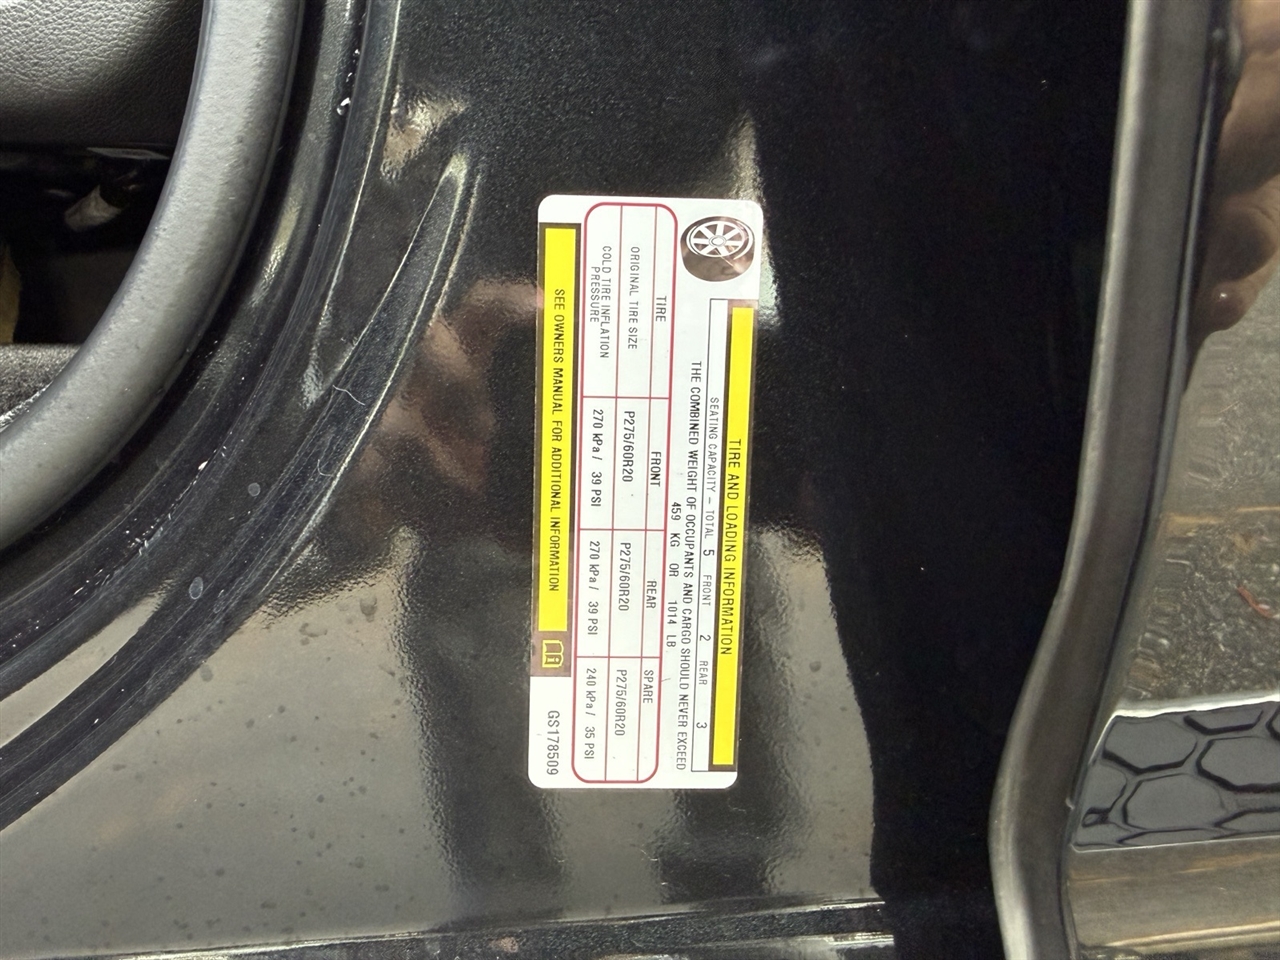 TIRE AND LOADING INFORMATION
SEATING CAPACITY – TOTAL 5 FRONT 2 REAR 3
THE COMBINED WEIGHT OF OCCUPANTS AND CARGO SHOULD NEVER EXCEED
459 KG OR 1014 LB
TIRE FRONT REAR SPARE
ORIGINAL TIRE SIZE P275/60R20 P275/60R20 P275/60R20
COLD TIRE INFLATION
PRESSURE 270 kPa / 39 PSI 270 kPa / 39 PSI 240 kPa / 35 PSI
SEE OWNERS MANUAL FOR ADDITIONAL INFORMATION
GS178509